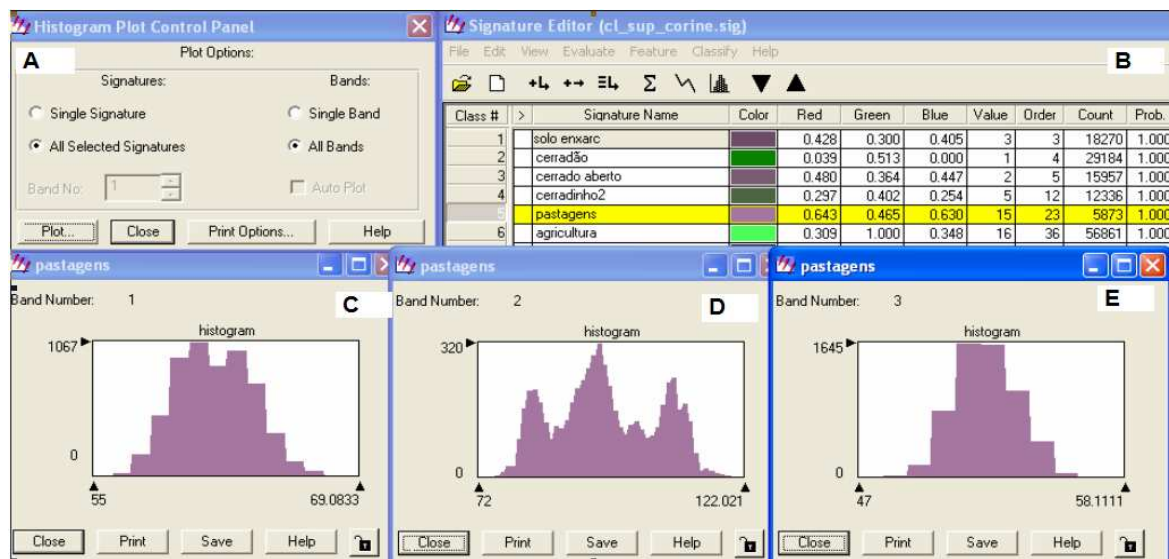 Histogram Plot Control Panel
A
Plot Options:
Signatures:
Bands:
Single Signature
Single Band
All Selected Signatures
All Bands
Band No:
1
Auto Plot
Plot...
Close
Print Options...
Help
Signature Editor (cl_sup_corine.sig)
File Edit View Evaluate Feature Classify Help
B
Class # > Signature Name Color Red Green Blue Value Order Count Prob.
1 solo enxarc 0.428 0.300 0.405 3 3 18270 1.000
2 cerradão 0.039 0.513 0.000 1 4 29184 1.000
3 cerrado aberto 0.480 0.364 0.447 2 5 15957 1.000
4 cerradinho2 0.297 0.402 0.254 5 12 12336 1.000
5 pastagens 0.643 0.465 0.630 15 23 5873 1.000
6 agricultura 0.309 1.000 0.348 16 36 56861 1.000
pastagens
Band Number: 1
C
histogram
1067
0
55 69.0833
Close Print Save Help
pastagens
Band Number: 2
D
histogram
320
0
72 122.021
Close Print Save Help
pastagens
Band Number: 3
E
histogram
1645
0
47 58.1111
Close Print Save Help